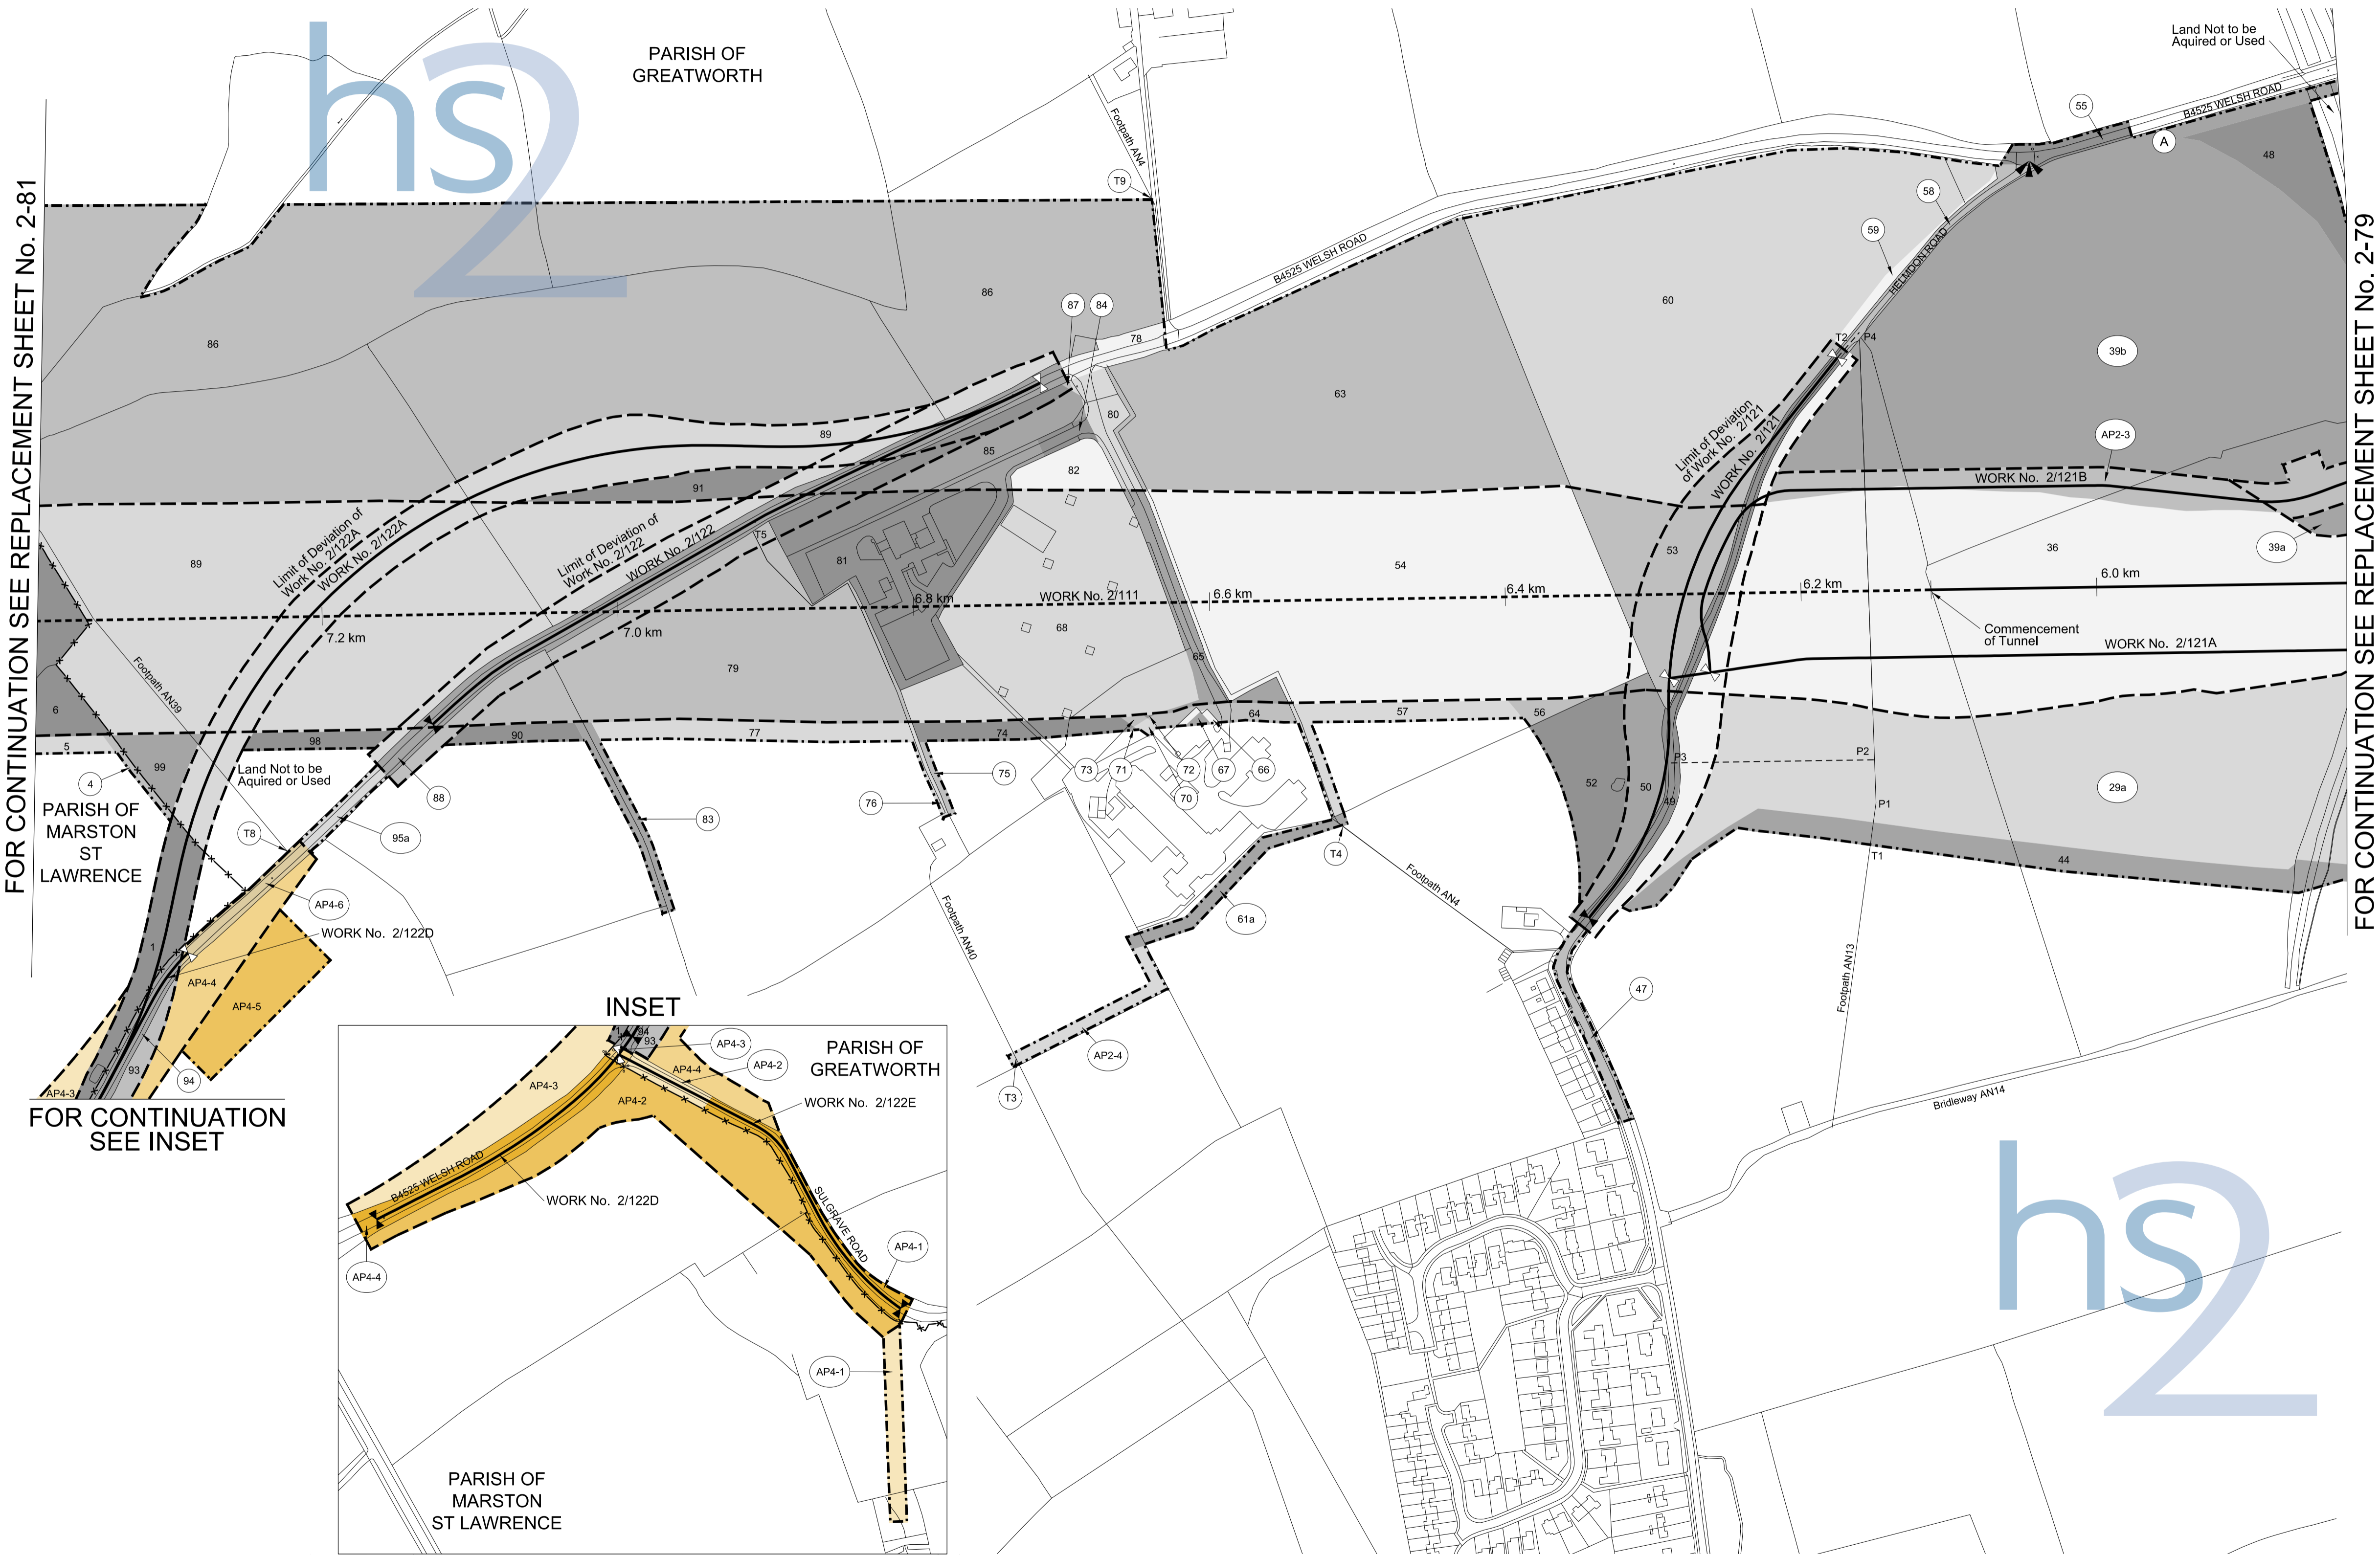 hs2
PARISH OF
GREATWORTH
Land Not to be
Aquired or Used
55
B4525 WELSH ROAD
A
48
Footpath AN4
T9
FOR CONTINUATION SEE REPLACEMENT SHEET No. 2-81
FOR CONTINUATION SEE REPLACEMENT SHEET No. 2-79
58
59
HELMDON ROAD
B4525 WELSH ROAD
86
86
87
84
78
60
T2
P4
39b
63
80
89
85
82
91
Limit of Deviation
of Work No. 2/121
WORK No. 2/121
AP2-3
WORK No. 2/121B
39a
Limit of Deviation of
Work No. 2/122A
WORK No. 2/122A
Limit of Deviation of
Work No. 2/122
WORK No. 2/122
T5
81
89
53
36
54
6.8 km
WORK No. 2/111
6.6 km
6.4 km
6.2 km
6.0 km
7.2 km
7.0 km
68
Commencement
of Tunnel
WORK No. 2/121A
65
79
Footpath AN39
6
5
98
90
77
74
64
57
56
99
4
Land Not to be
Aquired or Used
88
75
76
73
71
72
67
66
70
P3
P2
52
50
49
29a
P1
PARISH OF
MARSTON
ST
LAWRENCE
T8
95a
83
T4
T1
44
Footpath AN4
AP4-6
61a
1
WORK No. 2/122D
AP4-4
AP4-5
Footpath AN40
Footpath AN13
47
INSET
AP2-4
T3
Bridleway AN14
93
94
AP4-3
FOR CONTINUATION
SEE INSET
1
94
93
AP4-3
PARISH OF
GREATWORTH
AP4-2
AP4-4
AP4-3
AP4-2
WORK No. 2/122E
B4525 WELSH ROAD
WORK No. 2/122D
SULGRAVE ROAD
AP4-1
AP4-4
AP4-1
PARISH OF
MARSTON
ST LAWRENCE
hs2